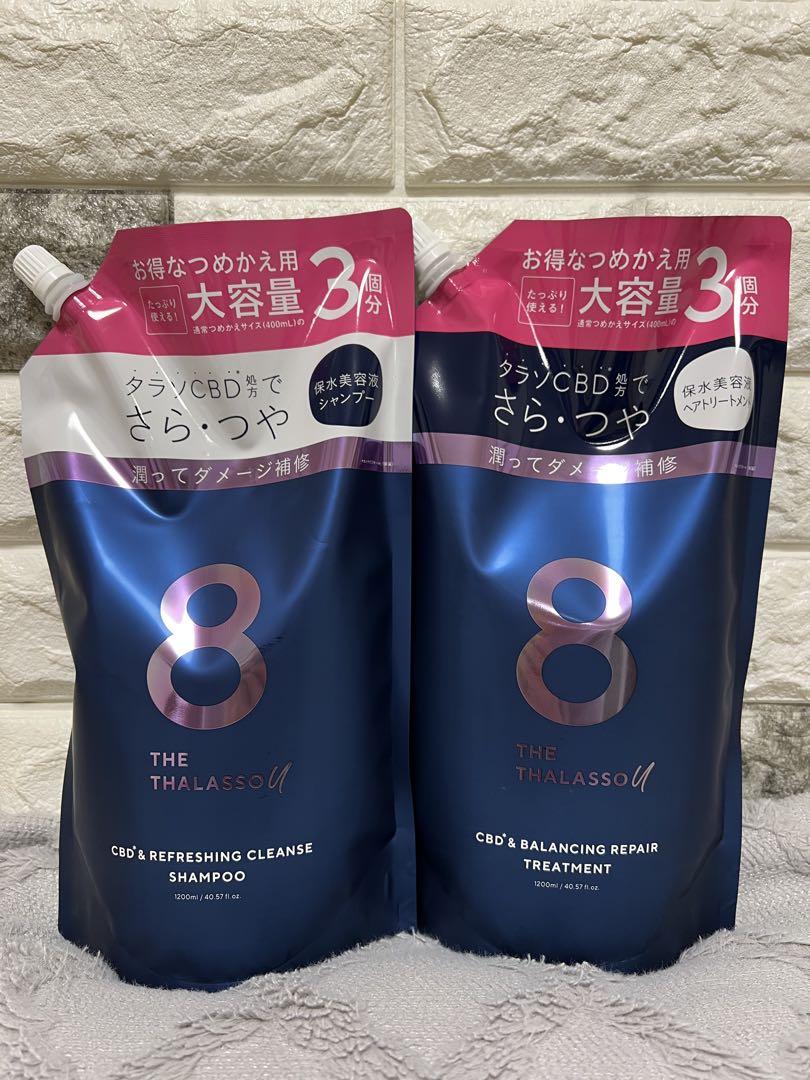 お得なつめかえ用
たっぷり
使える！
大容量3個分
通常つめかえサイズ(400mL)の
タラソCBD*処方で
さら・つや
保水美容液
シャンプー
潤ってダメージ補修
8
THE
THALASSO u
CBD* & REFRESHING CLEANSE
SHAMPOO
1200ml / 40.57 fl.oz.
お得なつめかえ用
たっぷり
使える！
大容量3個分
通常つめかえサイズ(400mL)の
タラソCBD*処方で
さら・つや
保水美容液
ヘアトリートメント
潤ってダメージ補修
8
THE
THALASSO u
CBD* & BALANCING REPAIR
TREATMENT
1200ml / 40.57 fl.oz.